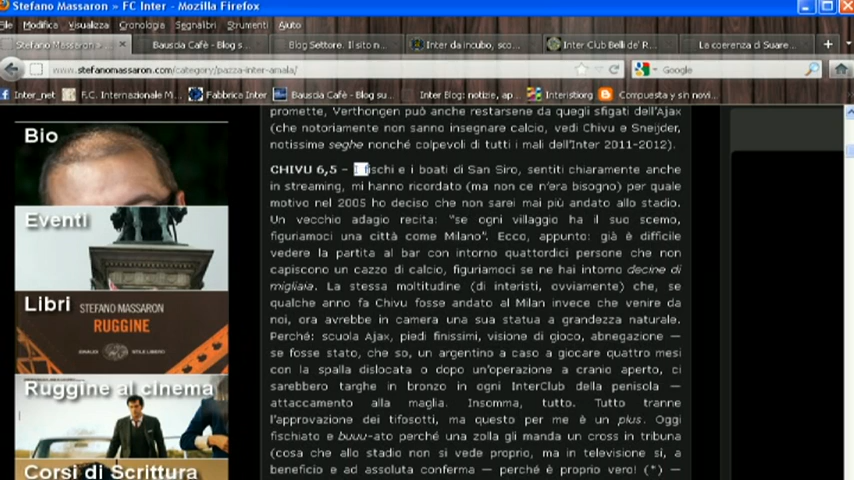 Stefano Massaron » FC Inter - Mozilla Firefox
File Modifica Visualizza Cronologia Segnalibri Strumenti Aiuto
Stefano Massaron » FC Inter Bauscia Cafè - Blog s... Blog Settore. Il sito n... Inter da incubo, sco... Inter Club Belli de' R... La coerenza di Suare...
www.stefanomassaron.com/category/pazza-inter-amala/ Google
Inter_net F.C. Internazionale M... Fabbrica Inter Bauscia Cafè - Blog su... Inter Blog: notizie, ap... Interistiorg Compuesta y sin novi...
promette, Verthongen può anche restarsene da quegli sfigati dell'Ajax
(che notoriamente non sanno insegnare calcio, vedi Chivu e Sneijder,
notissime seghe nonché colpevoli di tutti i mali dell'Inter 2011-2012).
CHIVU 6,5 – I fischi e i boati di San Siro, sentiti chiaramente anche
in streaming, mi hanno ricordato (ma non ce n'era bisogno) per quale
motivo nel 2005 ho deciso che non sarei mai più andato allo stadio.
Un vecchio adagio recita: "se ogni villaggio ha il suo scemo,
figuriamoci una città come Milano". Ecco, appunto: già è difficile
vedere la partita al bar con intorno quattordici persone che non
capiscono un cazzo di calcio, figuriamoci se ne hai intorno decine di
migliaia. La stessa moltitudine (di interisti, ovviamente) che, se
qualche anno fa Chivu fosse andato al Milan invece che venire da
noi, ora avrebbe in camera una sua statua a grandezza naturale.
Perché: scuola Ajax, piedi finissimi, visione di gioco, abnegazione —
se fosse stato, che so, un argentino a caso a giocare quattro mesi
con la spalla dislocata o dopo un'operazione a cranio aperto, ci
sarebbero targhe in bronzo in ogni InterClub della penisola —
attaccamento alla maglia. Insomma, tutto. Tutto tranne
l'approvazione dei tifosotti, ma questo per me è un plus. Oggi
fischiato e buuu-ato perché una zolla gli manda un cross in tribuna
(cosa che allo stadio non si vede proprio, ma in televisione sì, a
beneficio e ad assoluta conferma — perché è proprio vero! (*) —
Bio
Eventi
Libri
STEFANO MASSARON
RUGGINE
EINAUDI STILE LIBERO
Ruggine al cinema
Corsi di Scrittura